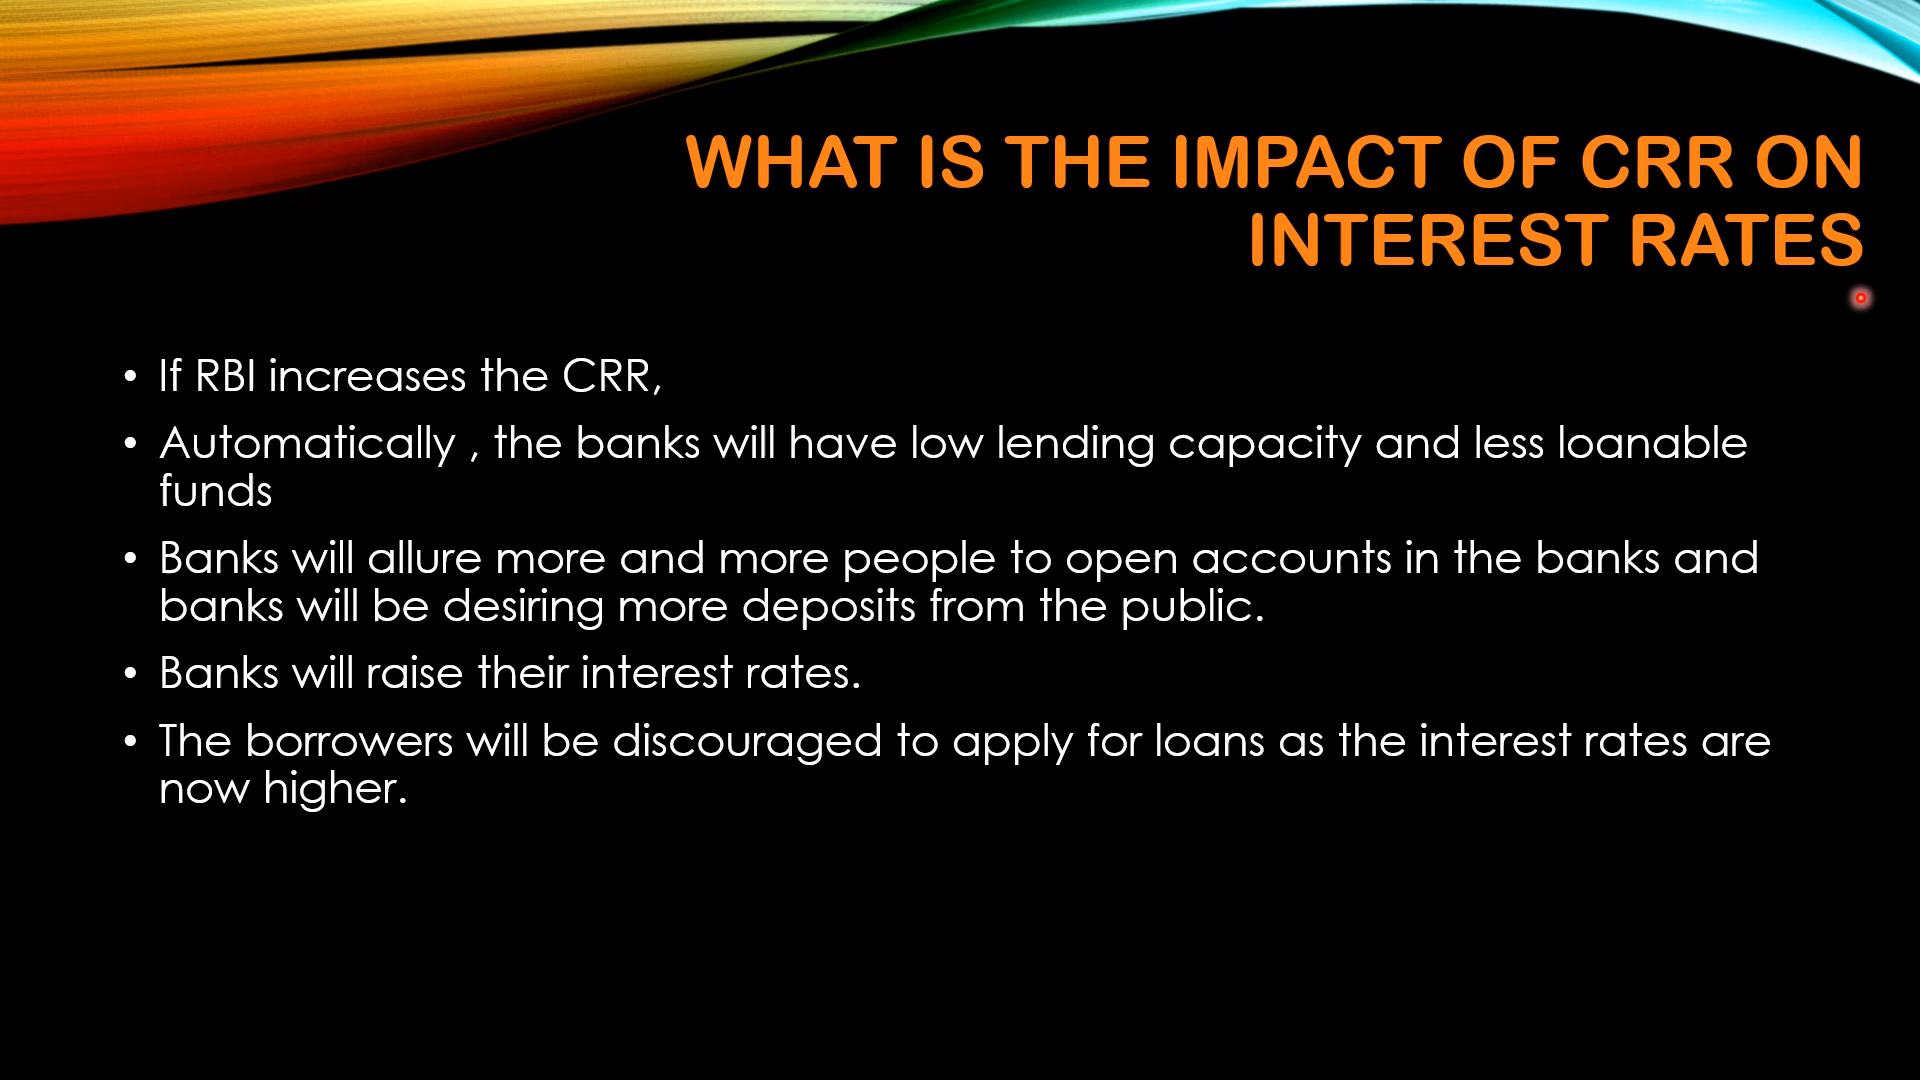 WHAT IS THE IMPACT OF CRR ON
INTEREST RATES
• If RBI increases the CRR,
• Automatically , the banks will have low lending capacity and less loanable
funds
• Banks will allure more and more people to open accounts in the banks and
banks will be desiring more deposits from the public.
• Banks will raise their interest rates.
• The borrowers will be discouraged to apply for loans as the interest rates are
now higher.